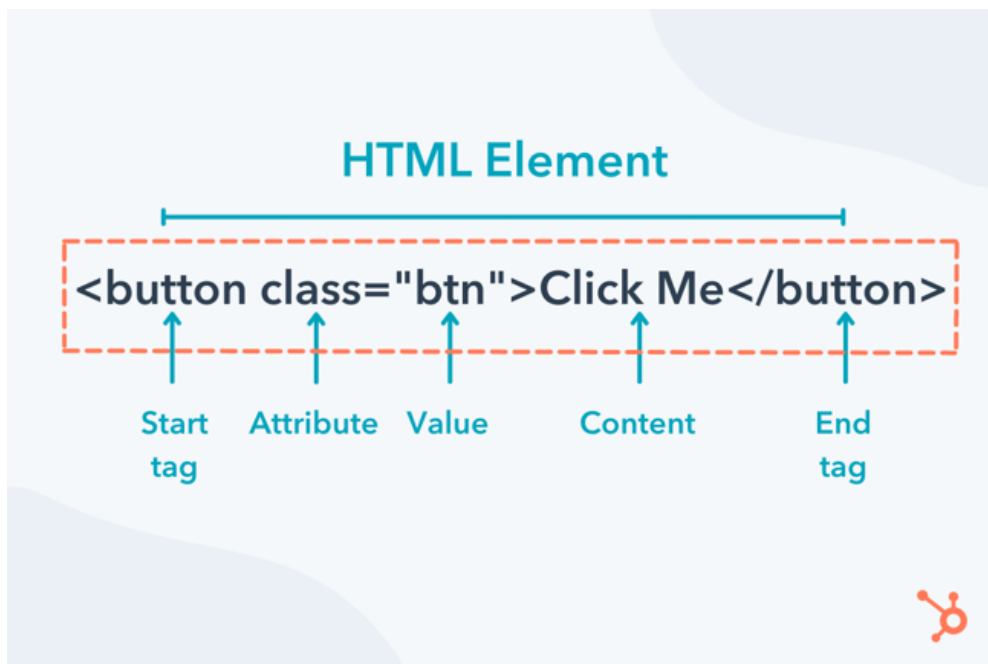 HTML Element
<button class="btn">Click Me</button>
Start tag
Attribute
Value
Content
End tag